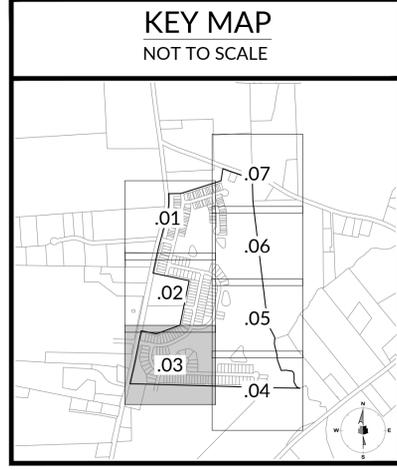 KEY MAP
NOT TO SCALE
.07
.01
.06
.02
.05
.03
.04
N
W E
S